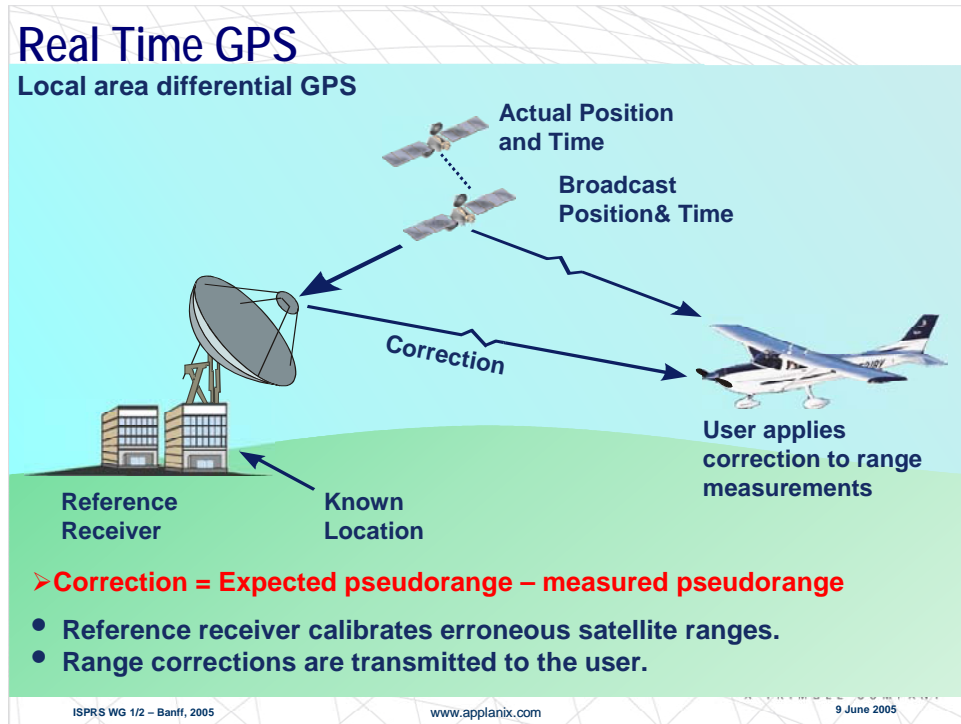 Real Time GPS
Local area differential GPS
Actual Position
and Time
Broadcast
Position& Time
Correction
User applies
correction to range
measurements
Reference
Receiver
Known
Location
➢Correction = Expected pseudorange – measured pseudorange
• Reference receiver calibrates erroneous satellite ranges.
• Range corrections are transmitted to the user.
ISPRS WG 1/2 – Banff, 2005
www.applanix.com
9 June 2005